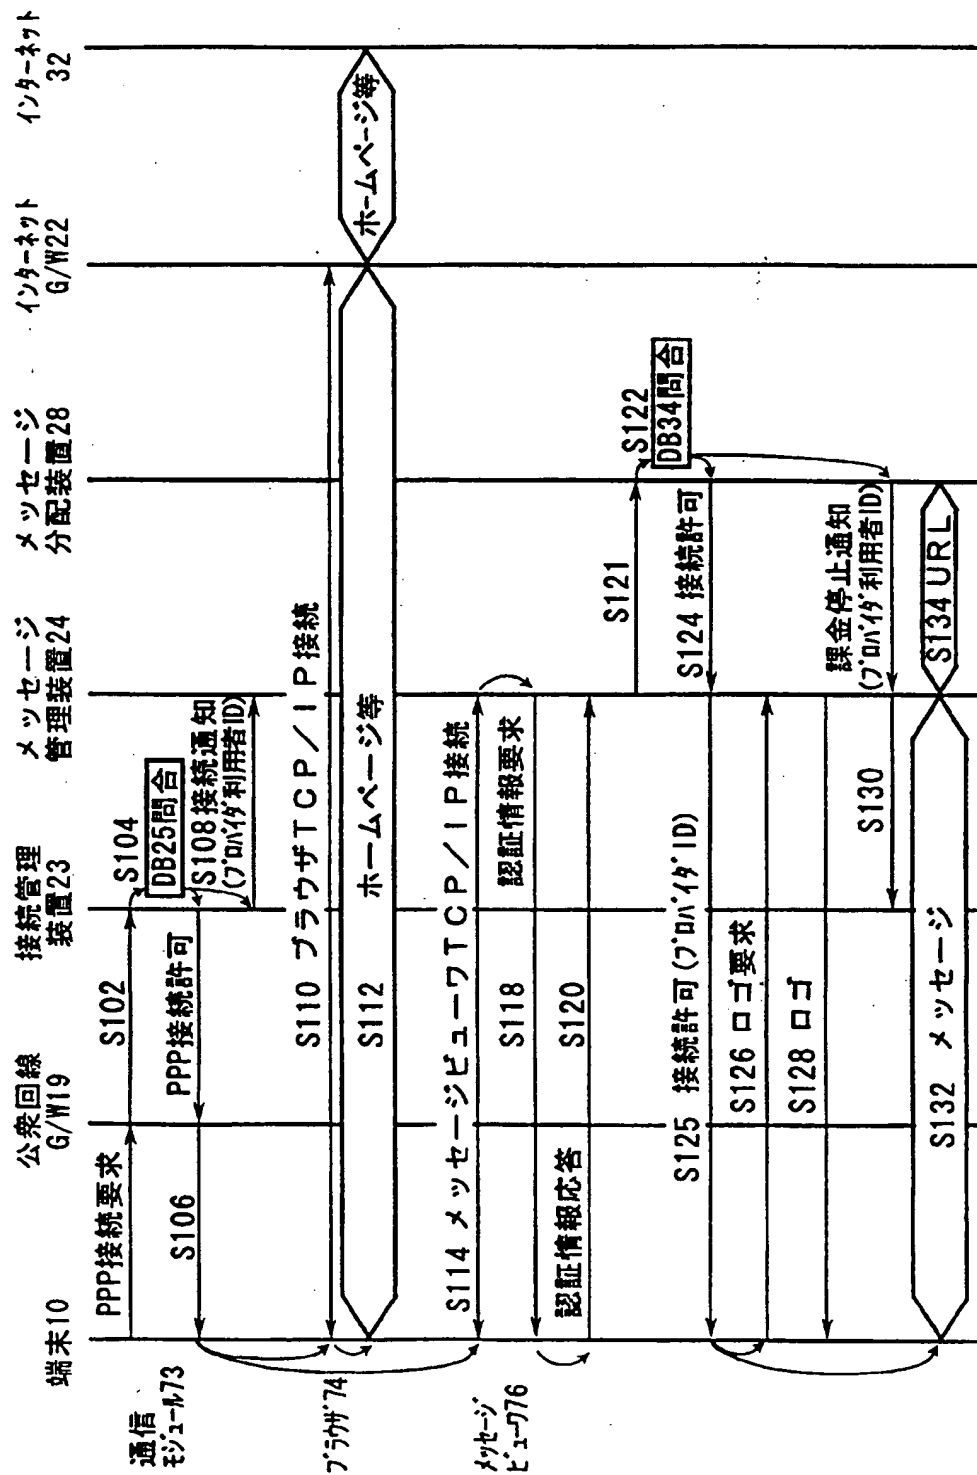 端末10
公衆回線
G/W19
接続管理
装置23
メッセージ
管理装置24
メッセージ
分配装置28
インターネット
G/W22
インターネット
32
通信
モジュール73
PPP接続要求
S102
S104
DB25問合
S106
PPP接続許可
S108接続通知
(プロバイダ利用者ID)
ブラウザ74
S110 ブラウザTCP/IP接続
S112
ホームページ等
ホームページ等
メッセージ
ビューワ76
S114 メッセージビューワTCP/IP接続
S118
認証情報要求
認証情報応答
S120
S121
S122
DB34問合
S124 接続許可
S125 接続許可(プロバイダID)
S126 ロゴ要求
S128 ロゴ
課金停止通知
(プロバイダ利用者ID)
S130
S132 メッセージ
S134 URL